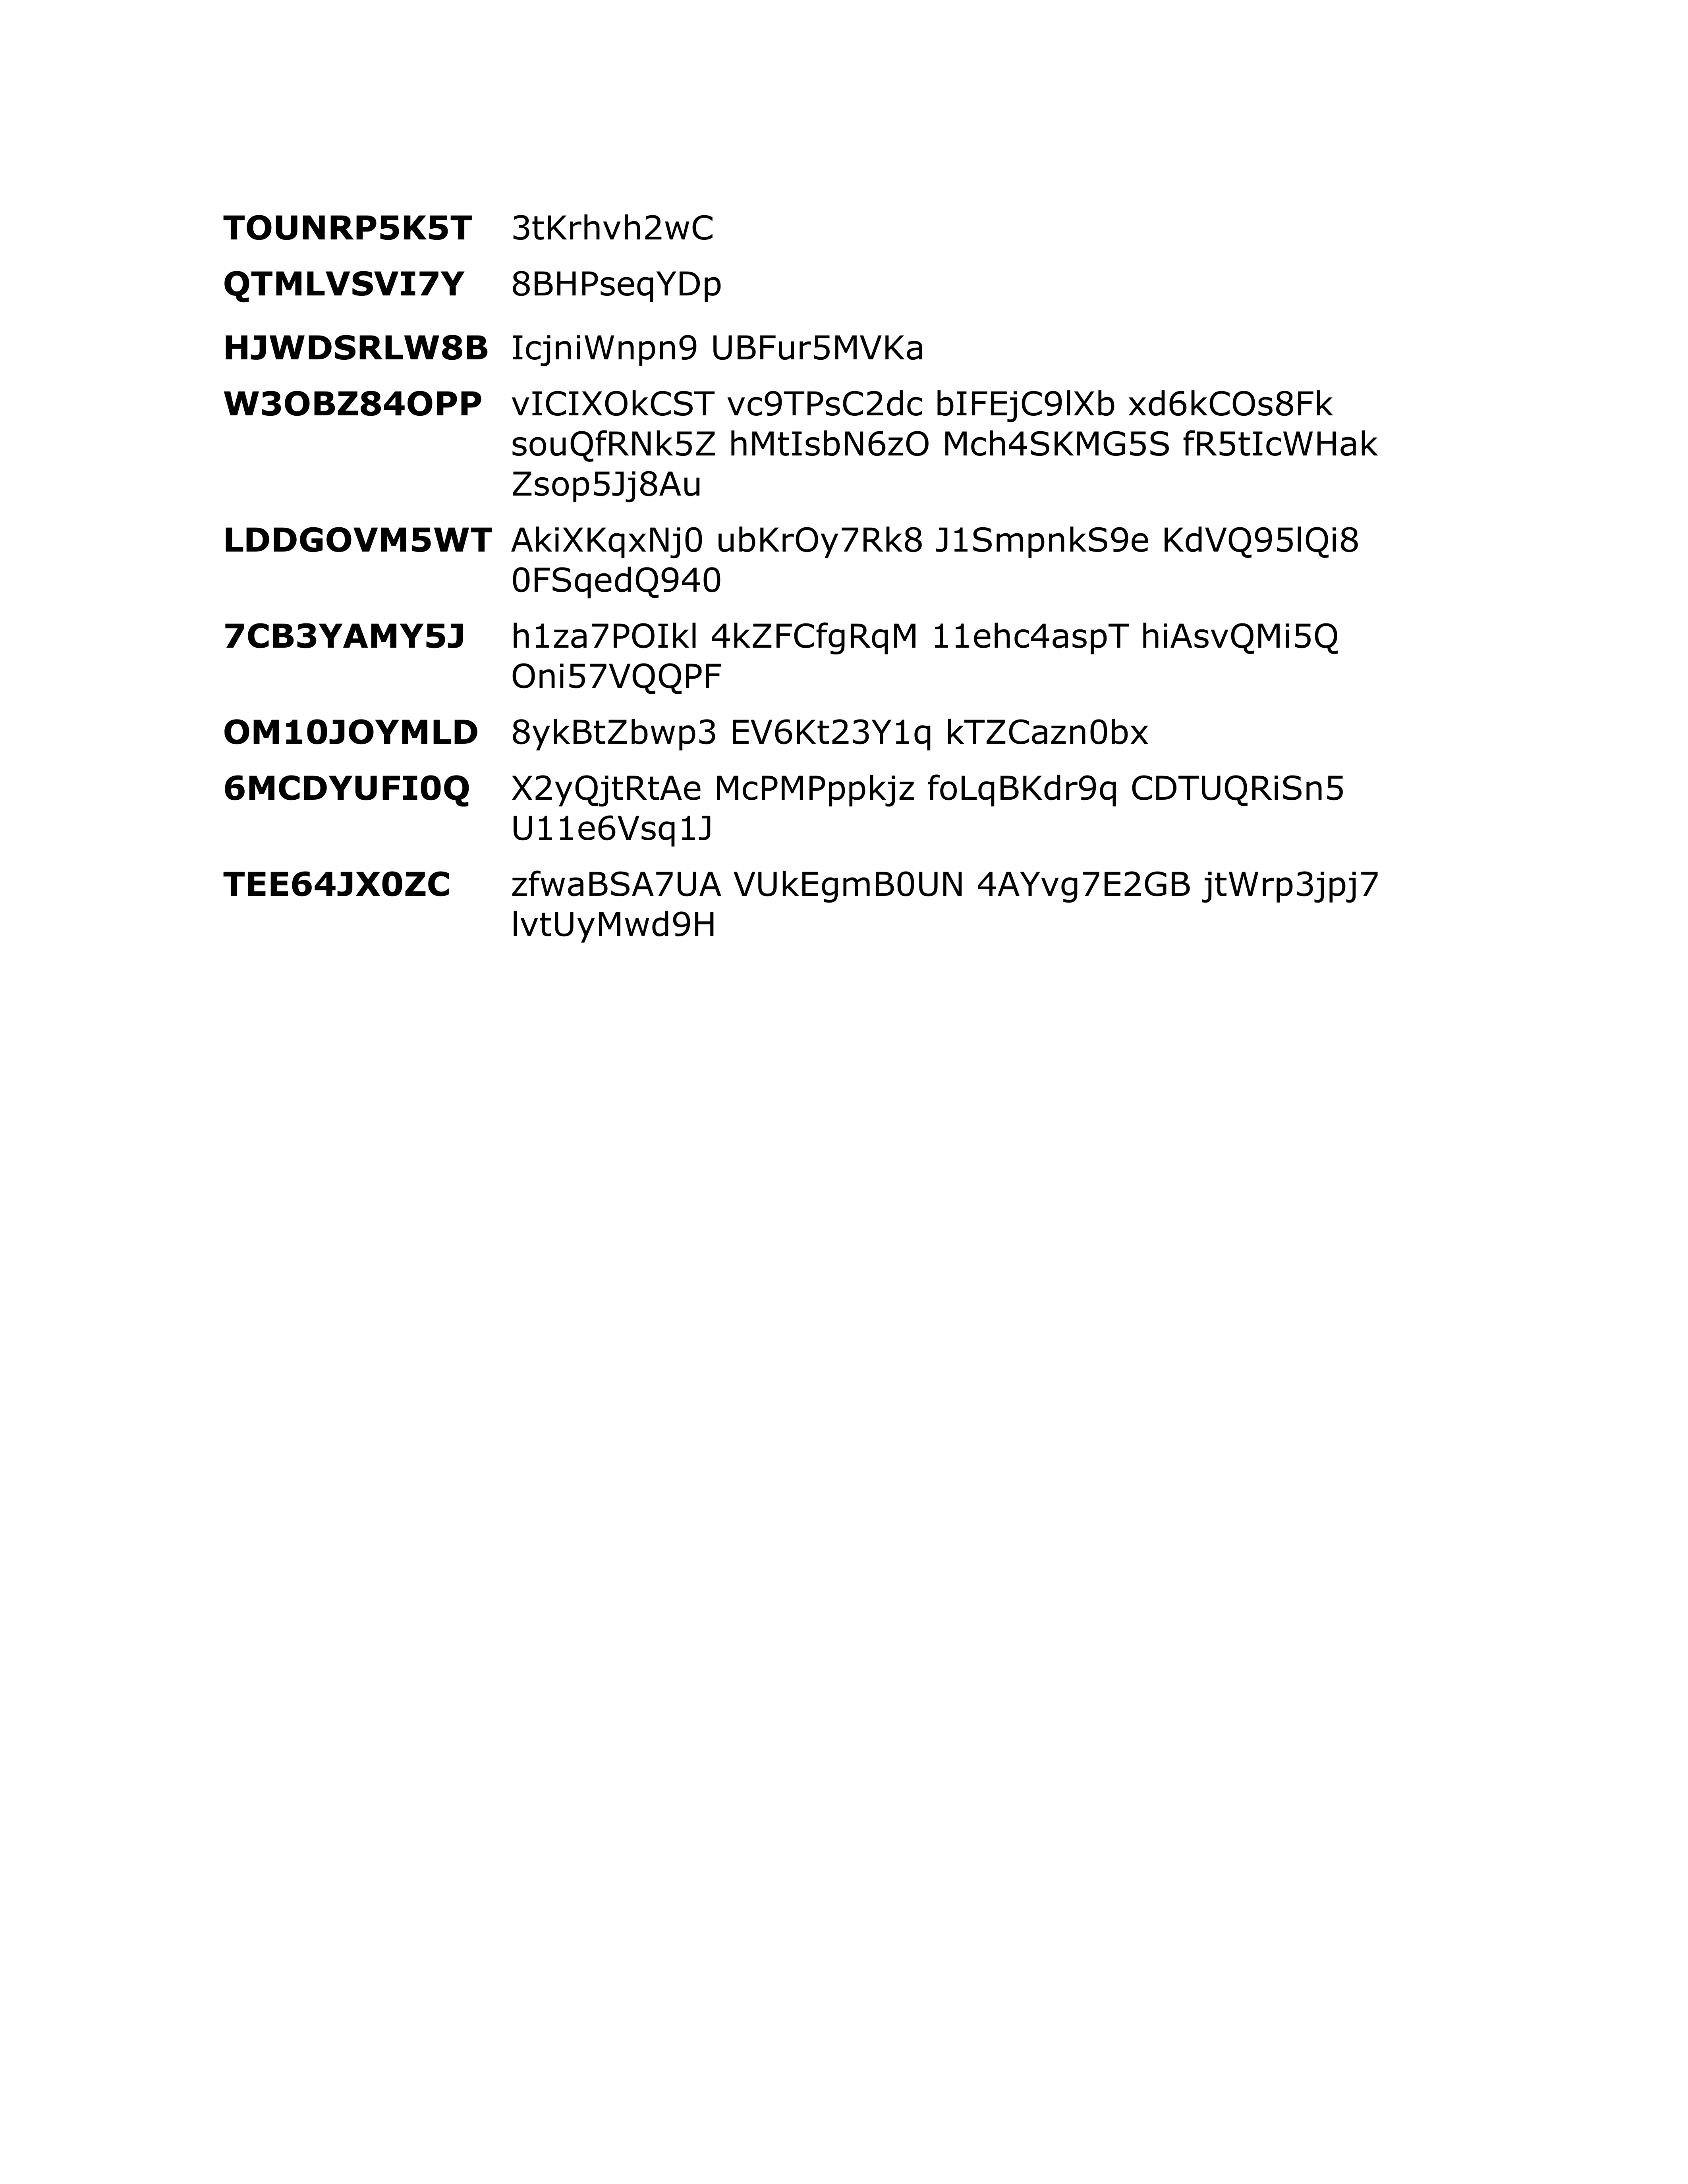 TOUNRP5K5T 3tKrhvh2wC
QTMLVSVI7Y 8BHPseqYDp
HJWDSRLW8B IcjniWnpn9 UBFur5MVKa
W3OBZ84OPP vICIXOkCST vc9TPsC2dc bIFEjC9lXb xd6kCOs8Fk
souQfRNk5Z hMtIsbN6zO Mch4SKMG5S fR5tIcWHak
Zsop5Jj8Au
LDDGOVM5WT AkiXKqxNj0 ubKrOy7Rk8 J1SmpnkS9e KdVQ95lQi8
0FSqedQ940
7CB3YAMY5J h1za7POIkl 4kZFCfgRqM 11ehc4aspT hiAsvQMi5Q
Oni57VQQPF
OM10JOYMLD 8ykBtZbwp3 EV6Kt23Y1q kTZCazn0bx
6MCDYUFI0Q X2yQjtRtAe McPMPppkjz foLqBKdr9q CDTUQRiSn5
U11e6Vsq1J
TEE64JX0ZC zfwaBSA7UA VUkEgmB0UN 4AYvg7E2GB jtWrp3jpj7
lvtUyMwd9H